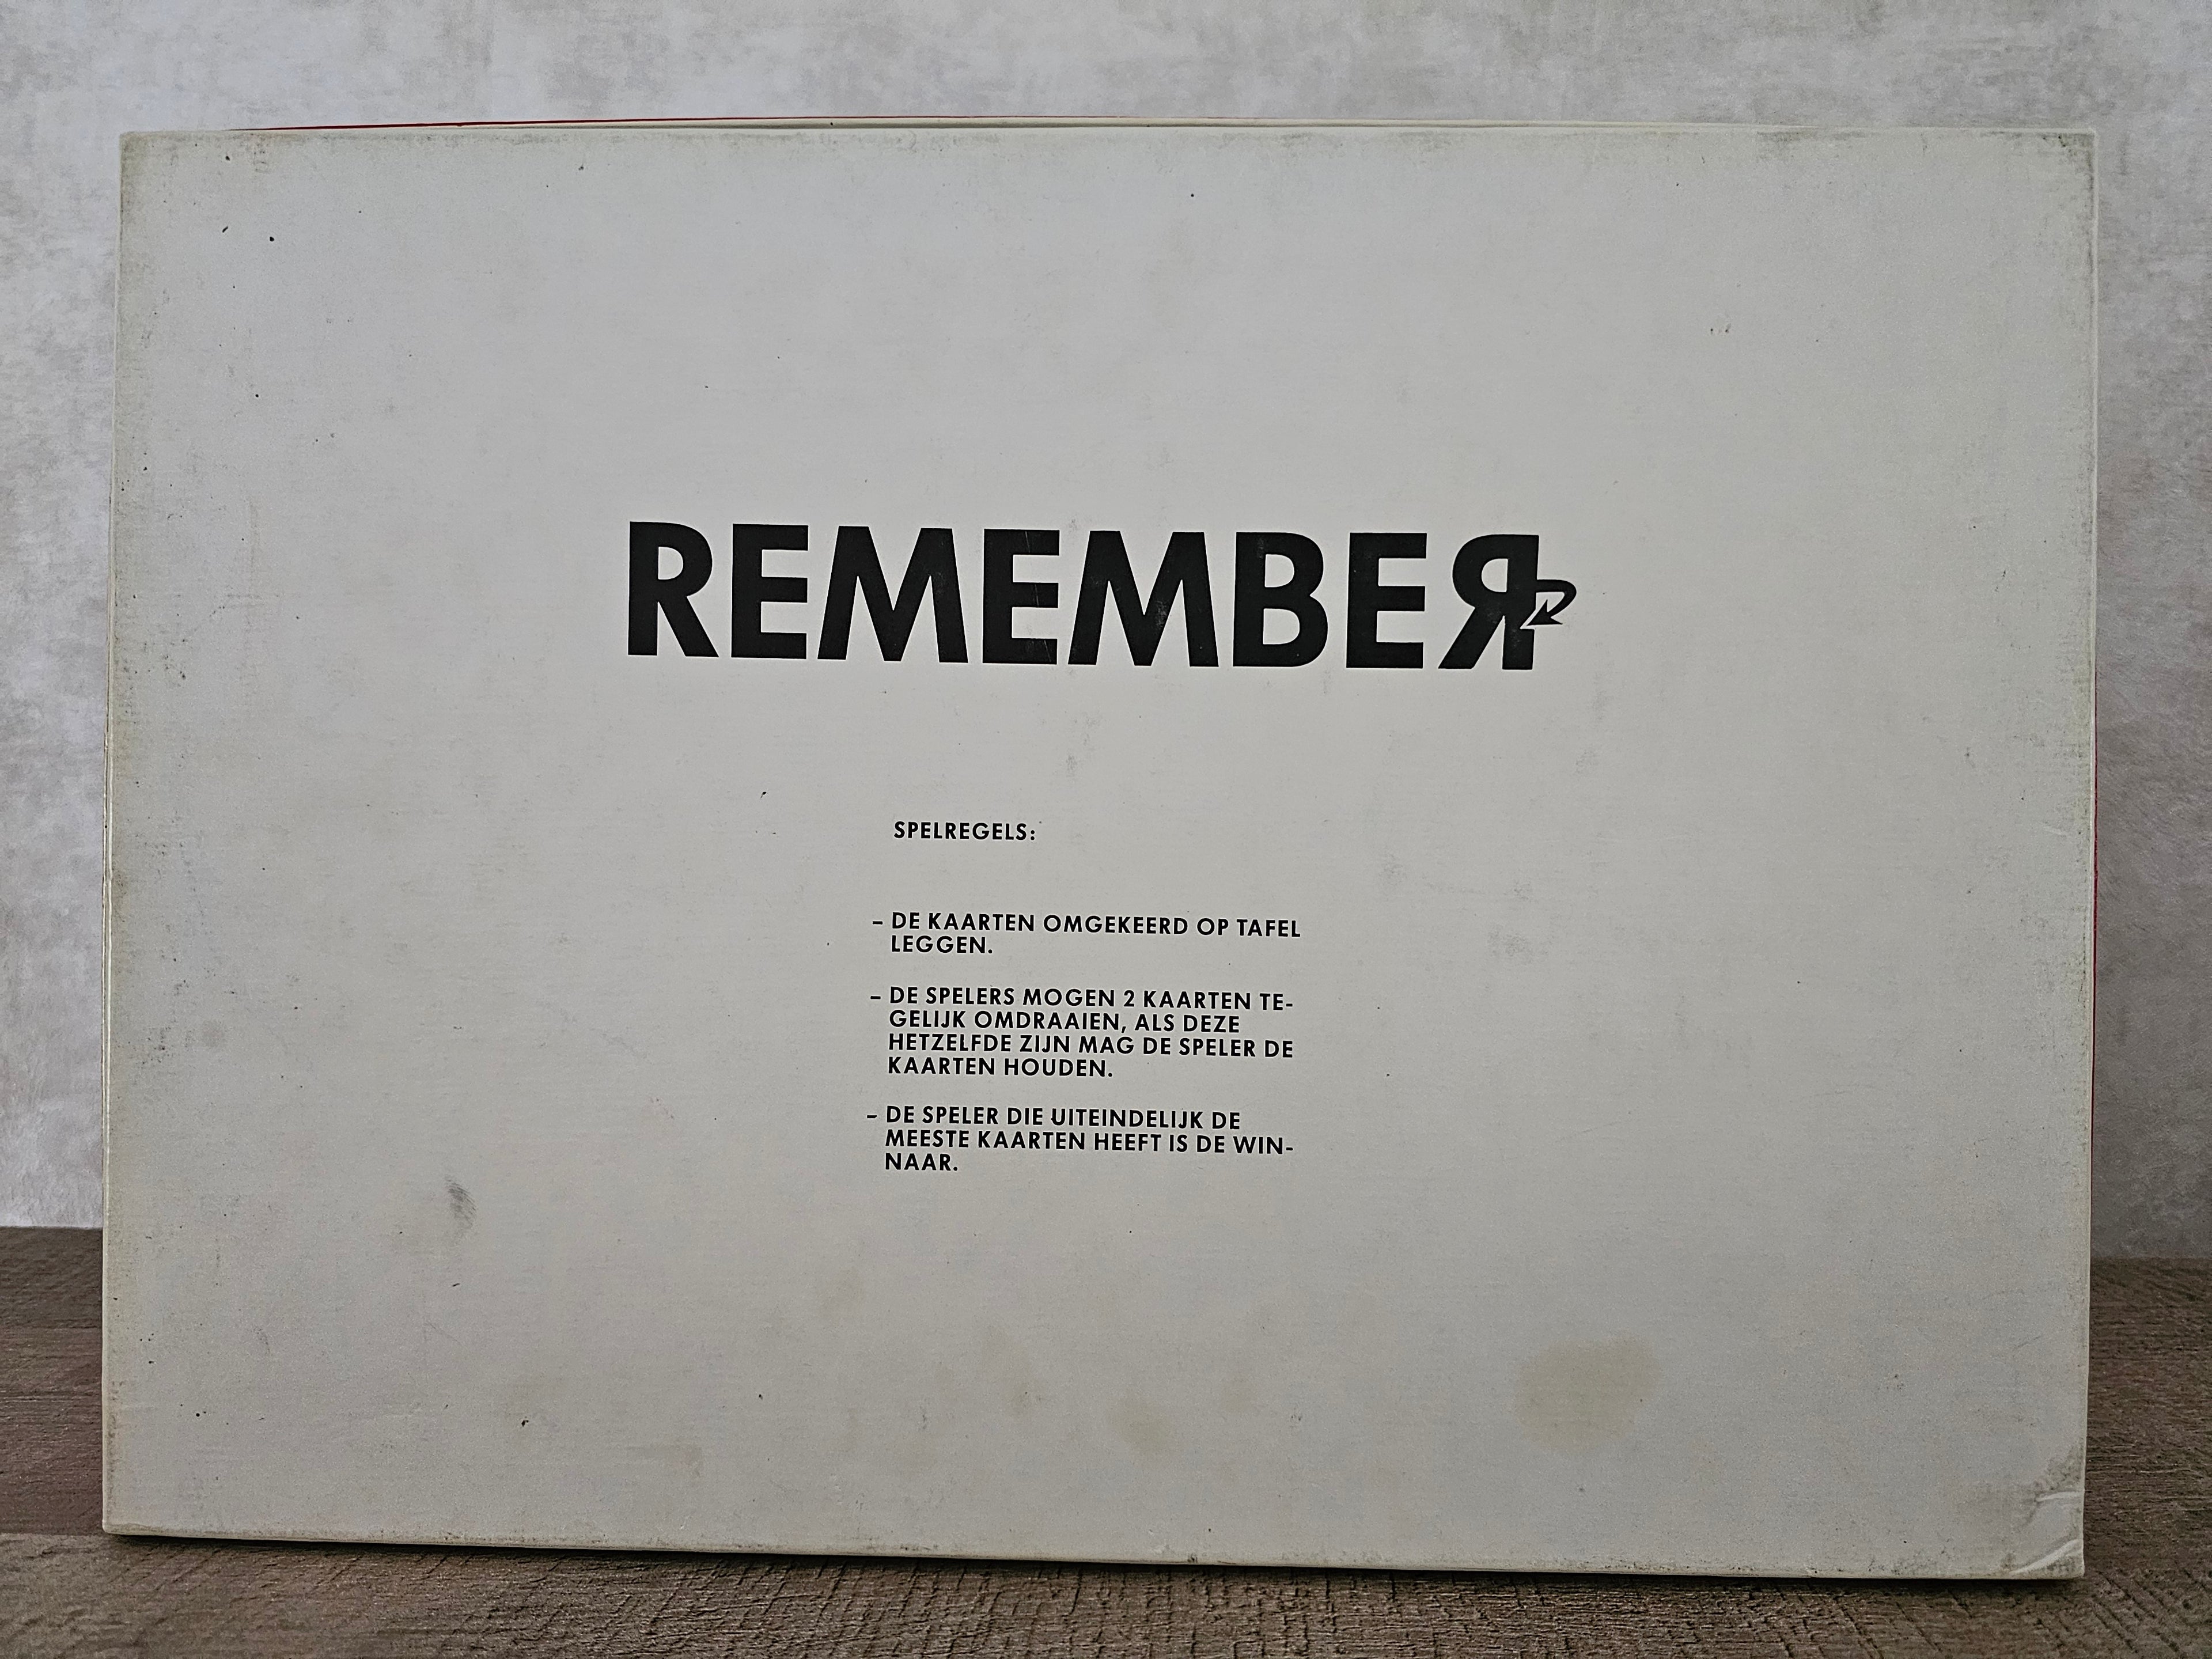 REMEMBER
SPELREGELS:
– DE KAARTEN OMGEKEERD OP TAFEL
LEGGEN.
– DE SPELERS MOGEN 2 KAARTEN TE-
GELIJK OMDRAAIEN, ALS DEZE
HETZELFDE ZIJN MAG DE SPELER DE
KAARTEN HOUDEN.
– DE SPELER DIE UITEINDELIJK DE
MEESTE KAARTEN HEEFT IS DE WIN-
NAAR.